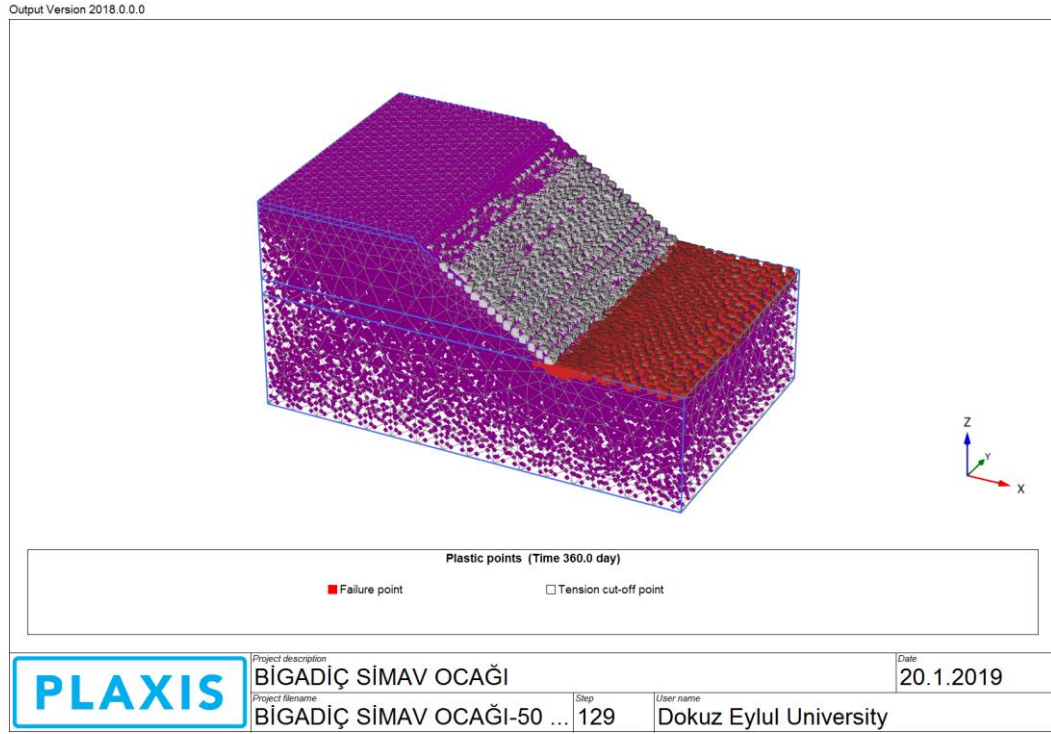 Output Version 2018.0.0.0
Z
Y
X
Plastic points (Time 360.0 day)
Failure point
Tension cut-off point
PLAXIS
Project description
BİGADİÇ SİMAV OCAĞI
Date
20.1.2019
Project filename
BİGADİÇ SİMAV OCAĞI-50 ...
Step
129
User name
Dokuz Eylul University